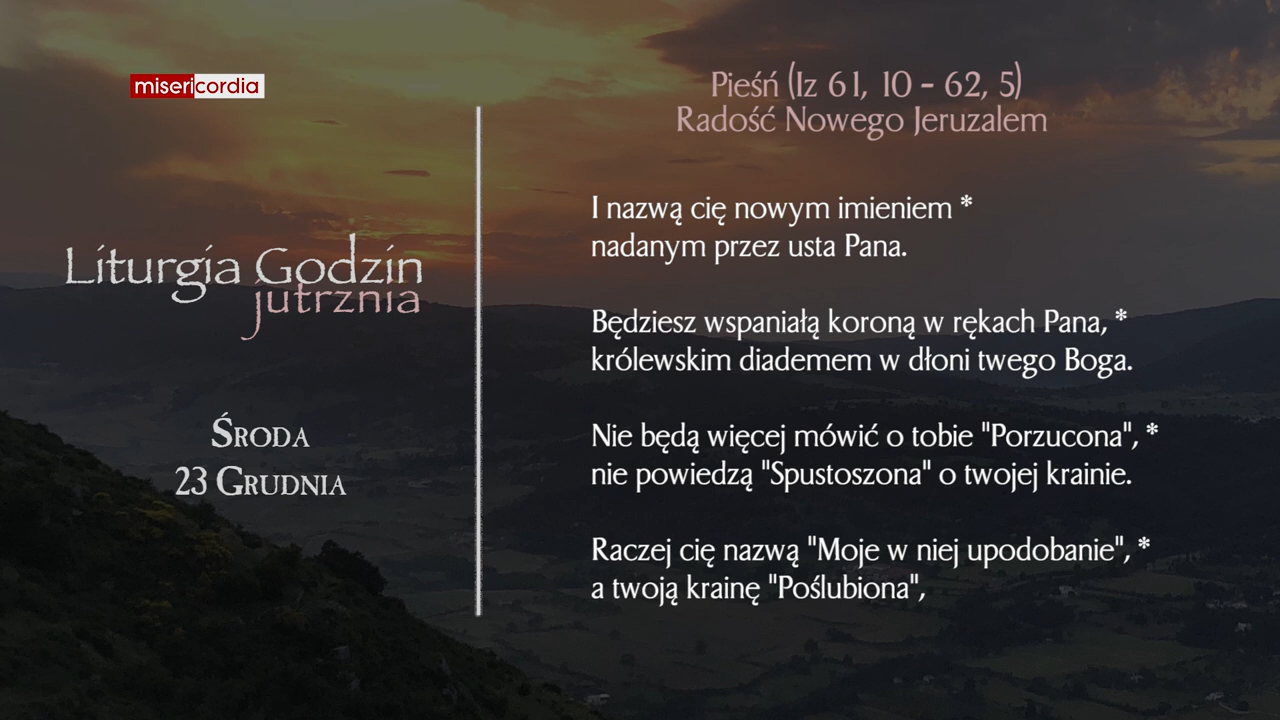 misericordia
Liturgia Godzin
jutrznia
Środa
23 Grudnia
Pieśń (Iz 61, 10 - 62, 5)
Radość Nowego Jeruzalem
I nazwą cię nowym imieniem *
nadanym przez usta Pana.
Będziesz wspaniałą koroną w rękach Pana, *
królewskim diademem w dłoni twego Boga.
Nie będą więcej mówić o tobie "Porzucona", *
nie powiedzą "Spustoszona" o twojej krainie.
Raczej cię nazwą "Moje w niej upodobanie", *
a twoją krainę "Poślubiona",